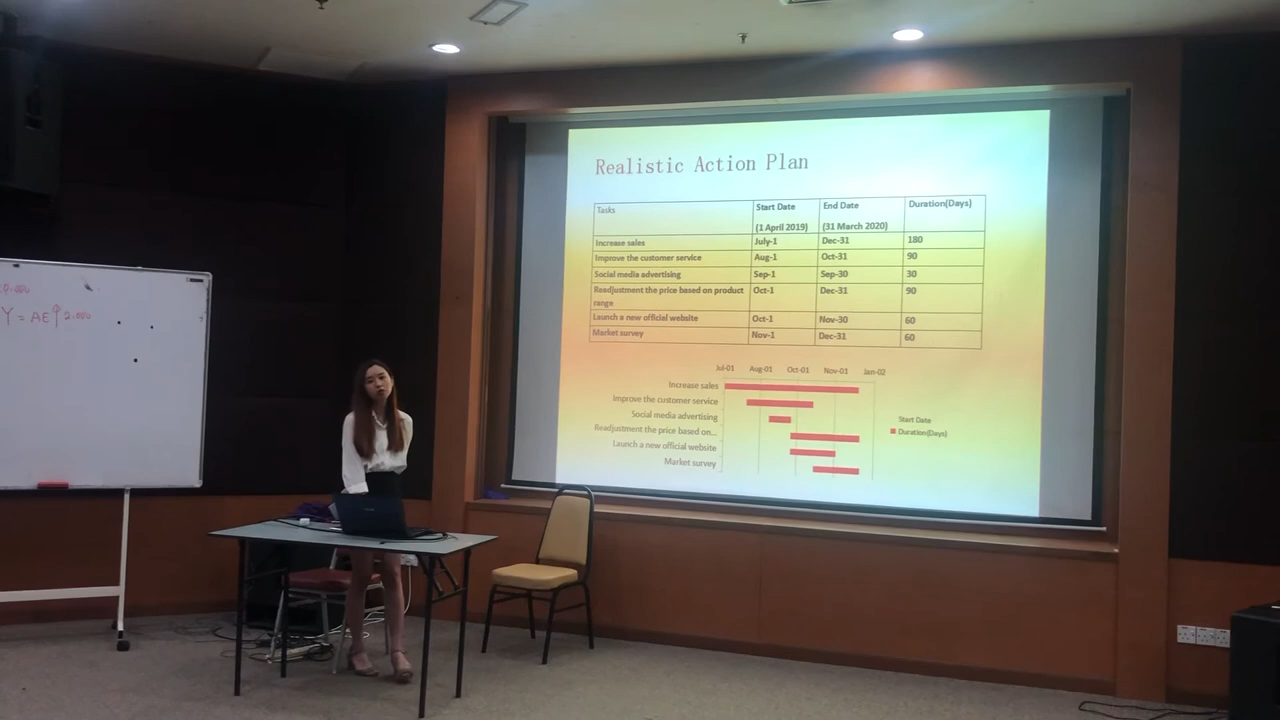 Y = AE↑ 2.000
Realistic Action Plan
Tasks Start Date (1 April 2019) End Date (31 March 2020) Duration(Days)
Increase sales July-1 Dec-31 180
Improve the customer service Aug-1 Oct-31 90
Social media advertising Sep-1 Sep-30 30
Readjustment the price based on product range Oct-1 Dec-31 90
Launch a new official website Oct-1 Nov-30 60
Market survey Nov-1 Dec-31 60
Jul-01 Aug-01 Oct-01 Nov-01 Jan-02
Increase sales
Improve the customer service
Social media advertising
Readjustment the price based on...
Launch a new official website
Market survey
Start Date
Duration(Days)